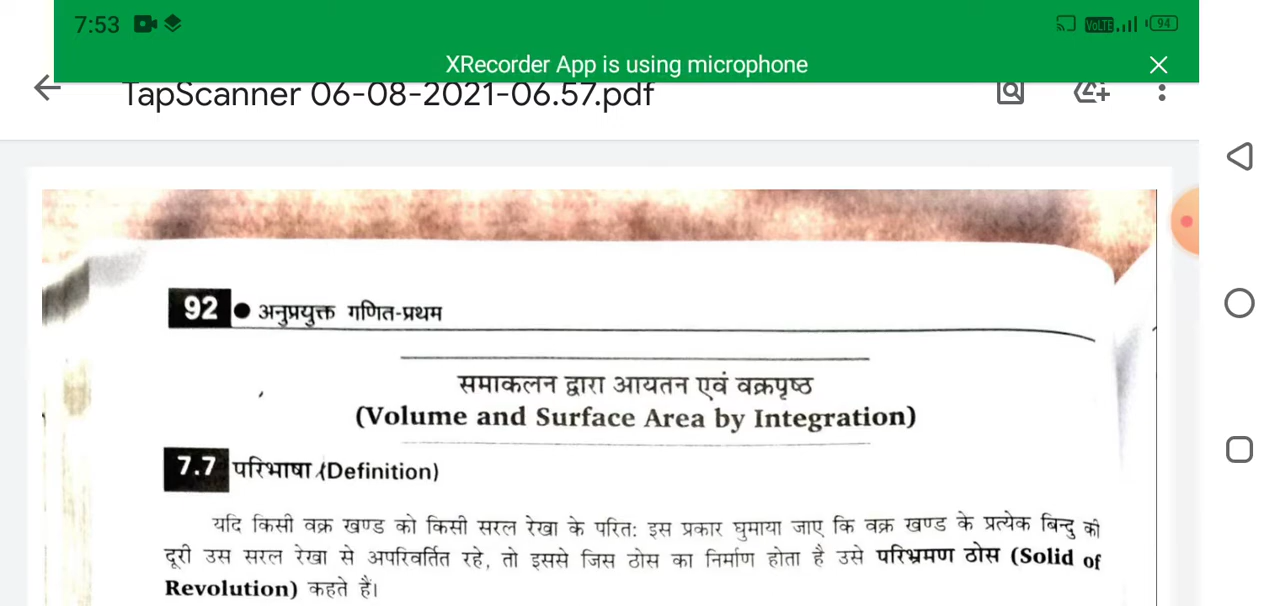 7:53
VoLTE 94
XRecorder App is using microphone
TapScanner 06-08-2021-06.57.pdf
92 ● अनुप्रयुक्त गणित-प्रथम
समाकलन द्वारा आयतन एवं वक्रपृष्ठ
(Volume and Surface Area by Integration)
7.7 परिभाषा (Definition)
यदि किसी वक्र खण्ड को किसी सरल रेखा के परित: इस प्रकार घुमाया जाए कि वक्र खण्ड के प्रत्येक बिन्दु की
दूरी उस सरल रेखा से अपरिवर्तित रहे, तो इससे जिस ठोस का निर्माण होता है उसे परिभ्रमण ठोस (Solid of
Revolution) कहते हैं।